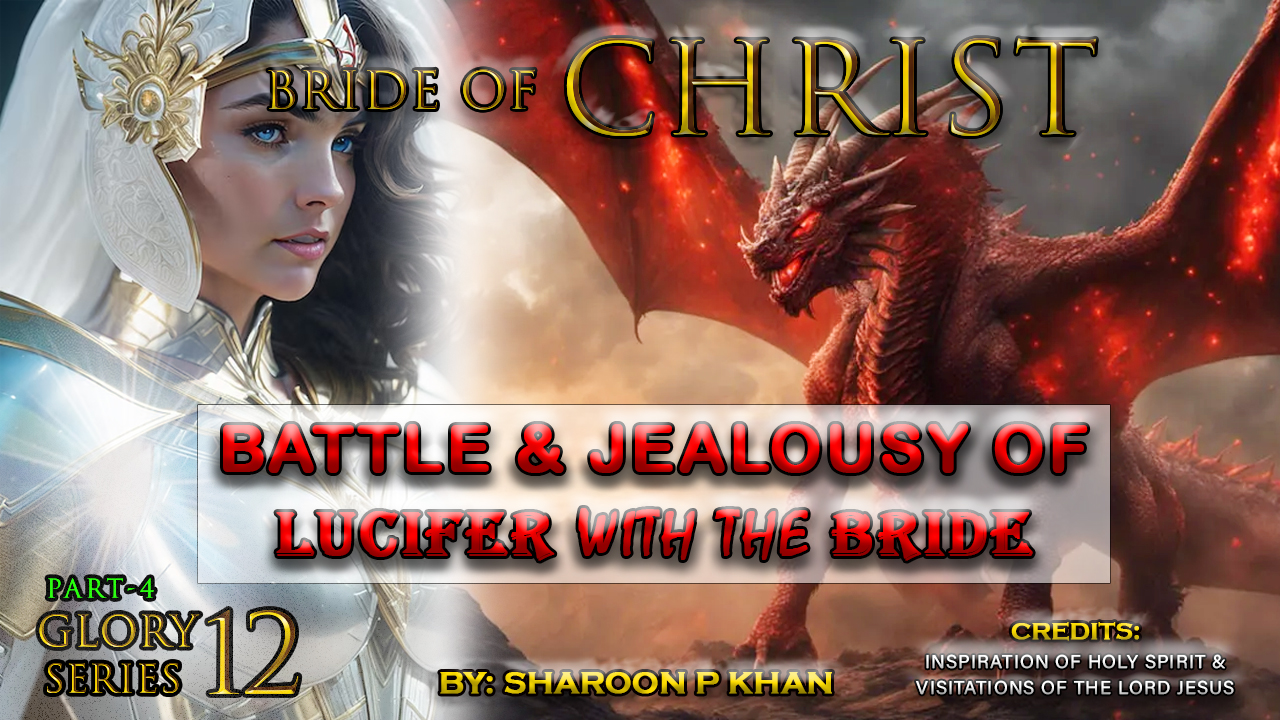 BRIDE OF CHRIST
BATTLE & JEALOUSY OF
LUCIFER WITH THE BRIDE
PART-4
GLORY
SERIES 12
BY: SHAROON P KHAN
CREDITS:
INSPIRATION OF HOLY SPIRIT &
VISITATIONS OF THE LORD JESUS